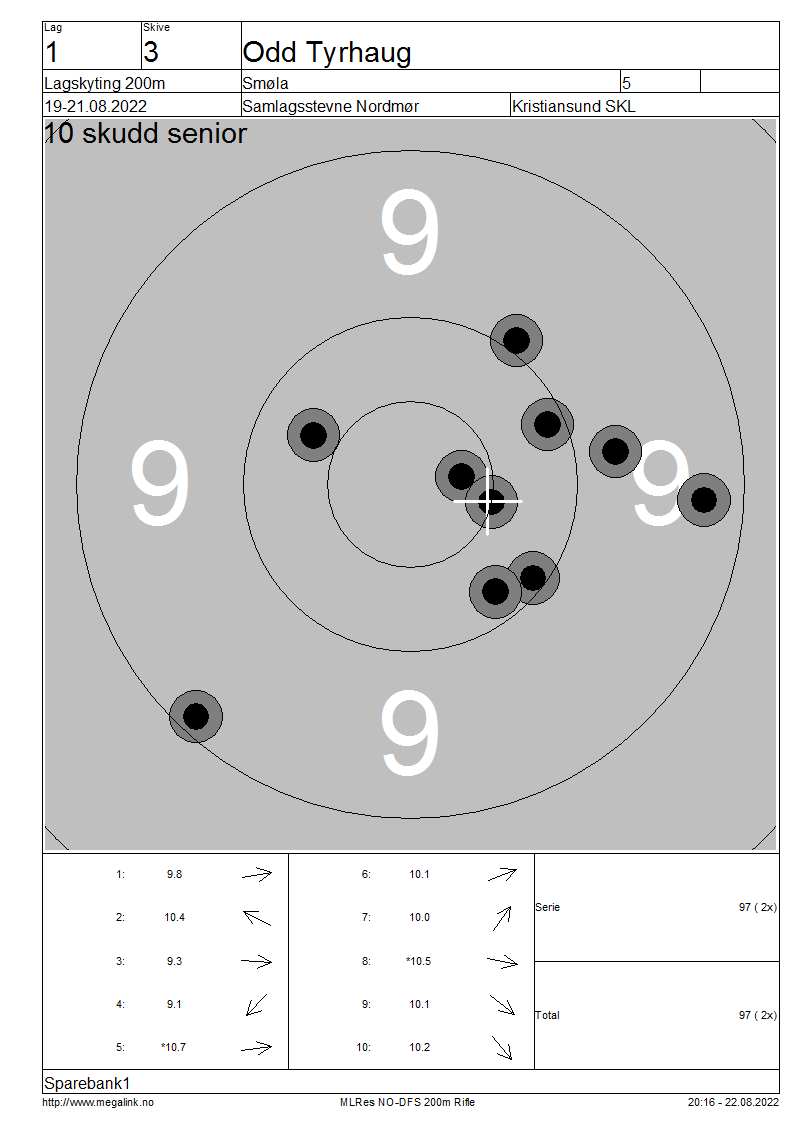 Lag Skive
1 3 Odd Tyrhaug
Lagskyting 200m Smøla 5
19-21.08.2022 Samlagsstevne Nordmør Kristiansund SKL
10 skudd senior
9
9 9
9
1: 9.8 6: 10.1
2: 10.4 7: 10.0
Serie 97 ( 2x)
3: 9.3 8: *10.5
4: 9.1 9: 10.1
Total 97 ( 2x)
5: *10.7 10: 10.2
Sparebank1
http://www.megalink.no MLRes NO-DFS 200m Rifle 20:16 - 22.08.2022